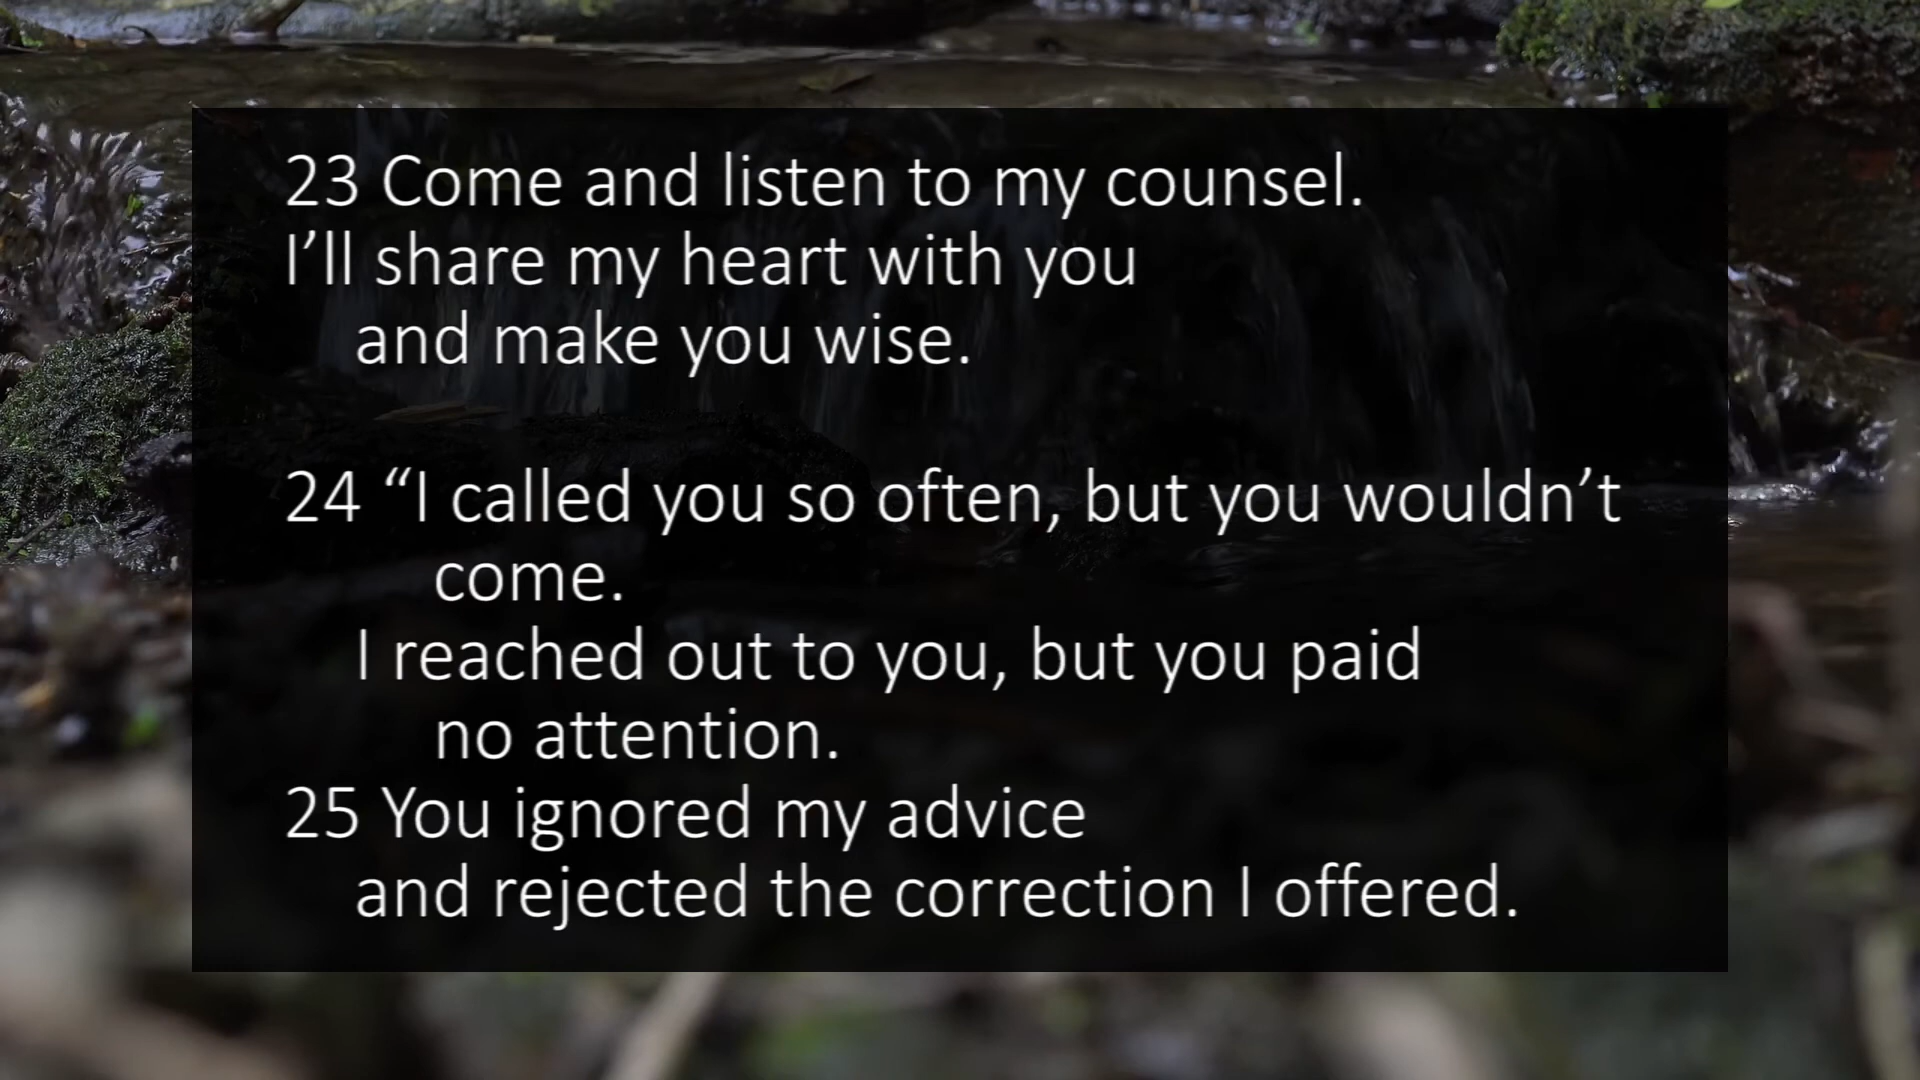 23 Come and listen to my counsel.
I’ll share my heart with you
and make you wise.
24 “I called you so often, but you wouldn’t
come.
I reached out to you, but you paid
no attention.
25 You ignored my advice
and rejected the correction I offered.